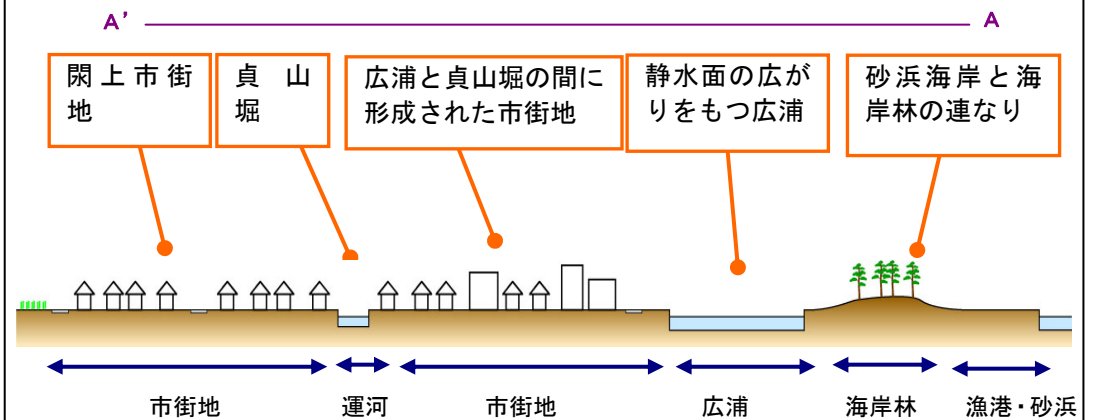 A’ A
閖上市街
地
貞山
堀
広浦と貞山堀の間に
形成された市街地
静水面の広が
りをもつ広浦
砂浜海岸と海
岸林の連なり
市街地 運河 市街地 広浦 海岸林 漁港・砂浜